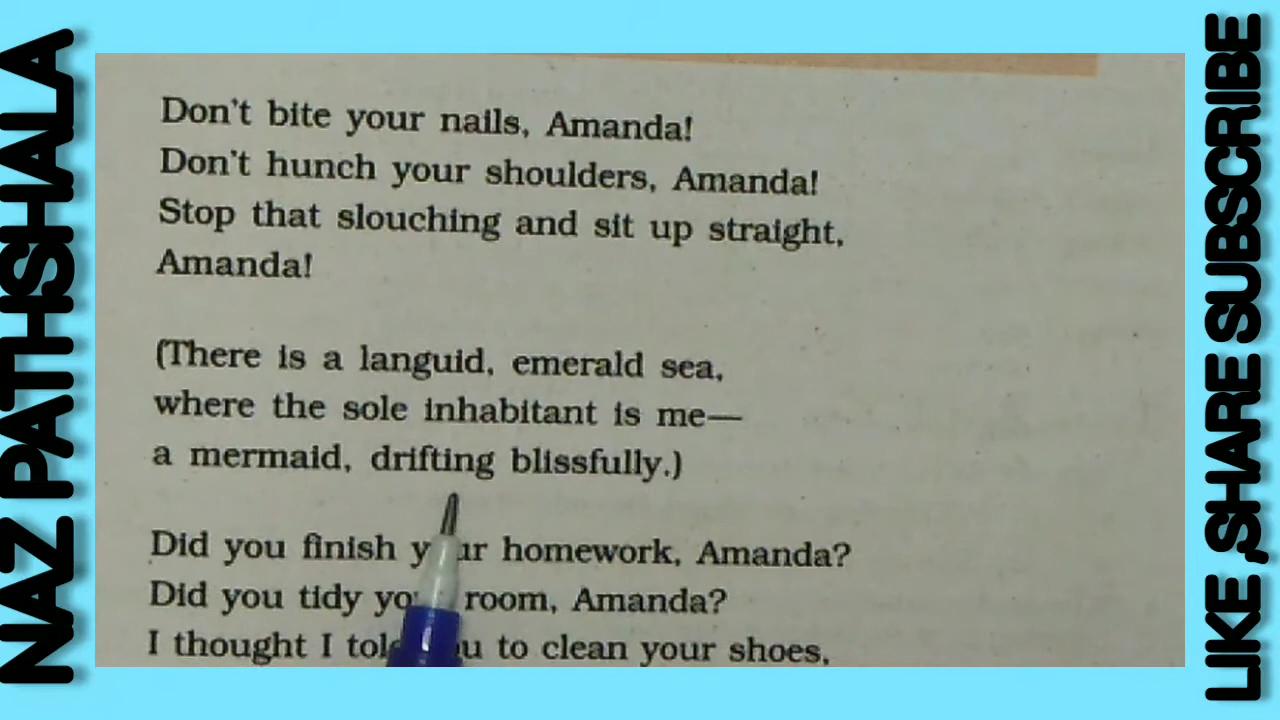 NAZ PATHSHALA
Don't bite your nails, Amanda!
Don't hunch your shoulders, Amanda!
Stop that slouching and sit up straight,
Amanda!
(There is a languid, emerald sea,
where the sole inhabitant is me—
a mermaid, drifting blissfully.)
Did you finish homework, Amanda?
Did you tidy room, Amanda?
I thought I to clean your shoes,
LIKE ,SHARE SUBSCRIBE